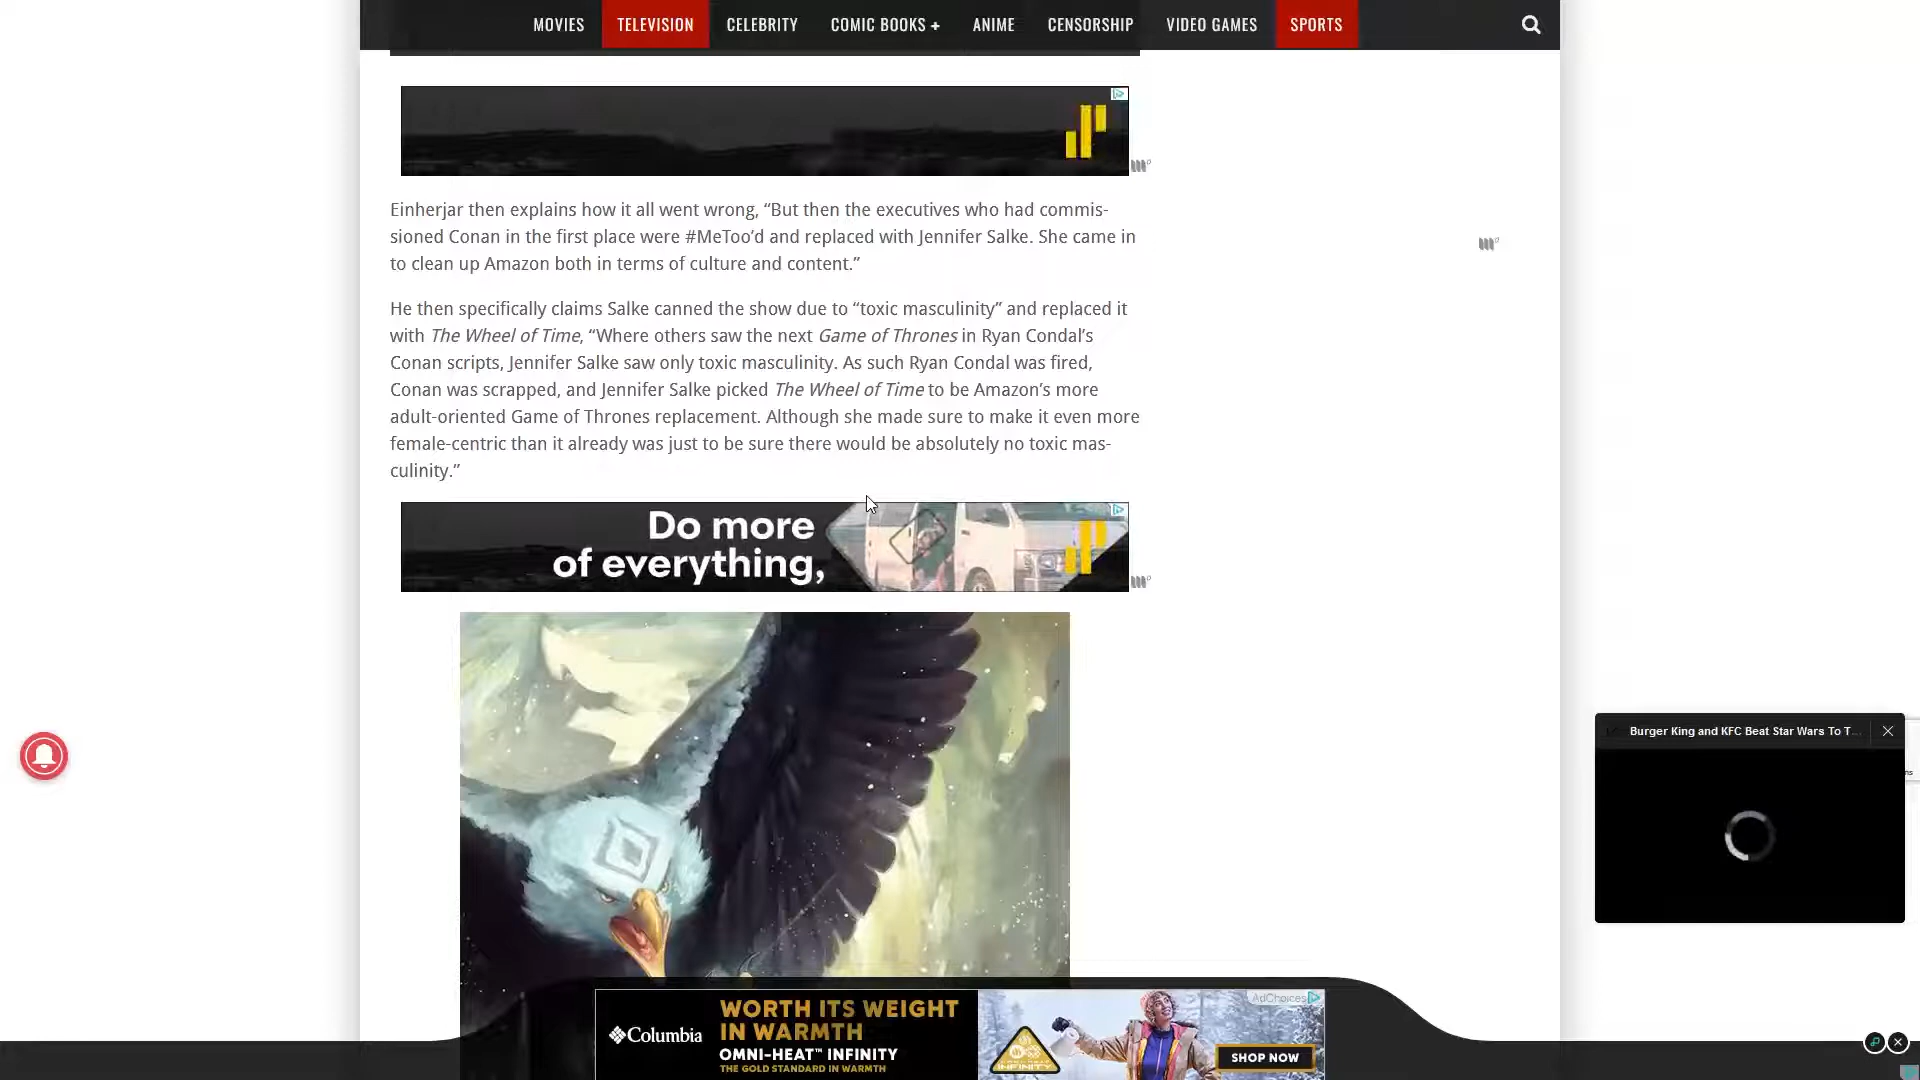 MOVIES TELEVISION CELEBRITY COMIC BOOKS + ANIME CENSORSHIP VIDEO GAMES SPORTS
Einherjar then explains how it all went wrong, “But then the executives who had commis-
sioned Conan in the first place were #MeToo’d and replaced with Jennifer Salke. She came in
to clean up Amazon both in terms of culture and content.”
He then specifically claims Salke canned the show due to “toxic masculinity” and replaced it
with The Wheel of Time, “Where others saw the next Game of Thrones in Ryan Condal’s
Conan scripts, Jennifer Salke saw only toxic masculinity. As such Ryan Condal was fired,
Conan was scrapped, and Jennifer Salke picked The Wheel of Time to be Amazon’s more
adult-oriented Game of Thrones replacement. Although she made sure to make it even more
female-centric than it already was just to be sure there would be absolutely no toxic mas-
culinity.”
Do more
of everything,
Burger King and KFC Beat Star Wars To T...
AdChoices
Columbia
WORTH ITS WEIGHT
IN WARMTH
OMNI-HEAT™ INFINITY
THE GOLD STANDARD IN WARMTH
INFINITY
SHOP NOW